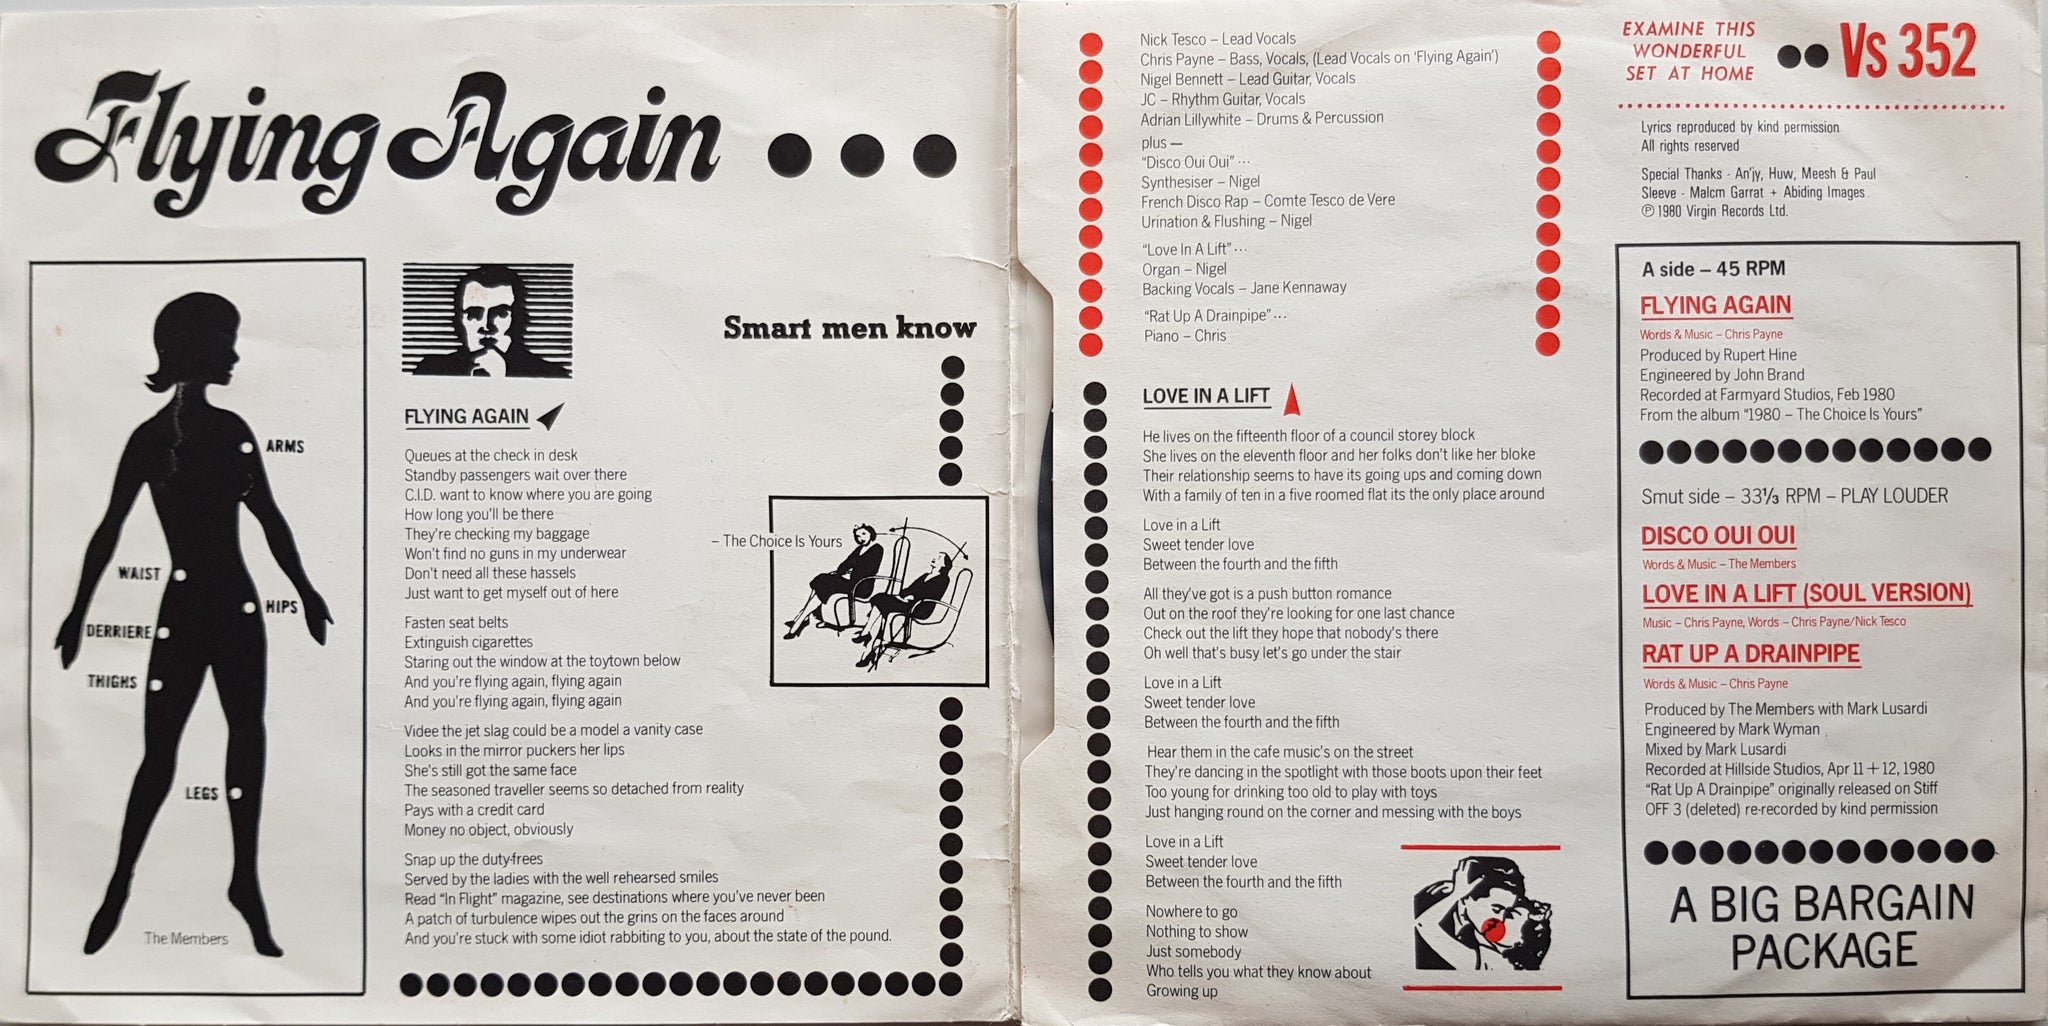 Flying Again
ARMS
WAIST
HIPS
DERRIERE
THIGHS
LEGS
The Members
Smart men know
– The Choice Is Yours
FLYING AGAIN
Queues at the check in desk
Standby passengers wait over there
C.I.D. want to know where you are going
How long you'll be there
They're checking my baggage
Won't find no guns in my underwear
Don't need all these hassels
Just want to get myself out of here
Fasten seat belts
Extinguish cigarettes
Staring out the window at the toytown below
And you're flying again, flying again
And you're flying again, flying again
Videe the jet slag could be a model a vanity case
Looks in the mirror puckers her lips
She's still got the same face
The seasoned traveller seems so detached from reality
Pays with a credit card
Money no object, obviously
Snap up the duty-frees
Served by the ladies with the well rehearsed smiles
Read "In Flight" magazine, see destinations where you've never been
A patch of turbulence wipes out the grins on the faces around
And you're stuck with some idiot rabbiting to you, about the state of the pound.
Nick Tesco – Lead Vocals
Chris Payne – Bass, Vocals, (Lead Vocals on 'Flying Again')
Nigel Bennett – Lead Guitar, Vocals
JC – Rhythm Guitar, Vocals
Adrian Lillywhite – Drums & Percussion
plus —
"Disco Oui Oui" ...
Synthesiser – Nigel
French Disco Rap – Comte Tesco de Vere
Urination & Flushing – Nigel
"Love In A Lift" ...
Organ – Nigel
Backing Vocals – Jane Kennaway
"Rat Up A Drainpipe" ...
Piano – Chris
LOVE IN A LIFT
He lives on the fifteenth floor of a council storey block
She lives on the eleventh floor and her folks don't like her bloke
Their relationship seems to have its going ups and coming down
With a family of ten in a five roomed flat its the only place around
Love in a Lift
Sweet tender love
Between the fourth and the fifth
All they've got is a push button romance
Out on the roof they're looking for one last chance
Check out the lift they hope that nobody's there
Oh well that's busy let's go under the stair
Love in a Lift
Sweet tender love
Between the fourth and the fifth
Hear them in the cafe music's on the street
They're dancing in the spotlight with those boots upon their feet
Too young for drinking too old to play with toys
Just hanging round on the corner and messing with the boys
Love in a Lift
Sweet tender love
Between the fourth and the fifth
Nowhere to go
Nothing to show
Just somebody
Who tells you what they know about
Growing up
EXAMINE THIS
WONDERFUL
SET AT HOME
Vs 352
Lyrics reproduced by kind permission
All rights reserved
Special Thanks - An'jy, Huw, Meesh & Paul
Sleeve - Malcm Garrat + Abiding Images
℗ 1980 Virgin Records Ltd.
A side – 45 RPM
FLYING AGAIN
Words & Music – Chris Payne
Produced by Rupert Hine
Engineered by John Brand
Recorded at Farmyard Studios, Feb 1980
From the album "1980 – The Choice Is Yours"
Smut side – 33⅓ RPM – PLAY LOUDER
DISCO OUI OUI
Words & Music – The Members
LOVE IN A LIFT (SOUL VERSION)
Music – Chris Payne, Words – Chris Payne/Nick Tesco
RAT UP A DRAINPIPE
Words & Music – Chris Payne
Produced by The Members with Mark Lusardi
Engineered by Mark Wyman
Mixed by Mark Lusardi
Recorded at Hillside Studios, Apr 11 + 12, 1980
"Rat Up A Drainpipe" originally released on Stiff
OFF 3 (deleted) re-recorded by kind permission
A BIG BARGAIN
PACKAGE